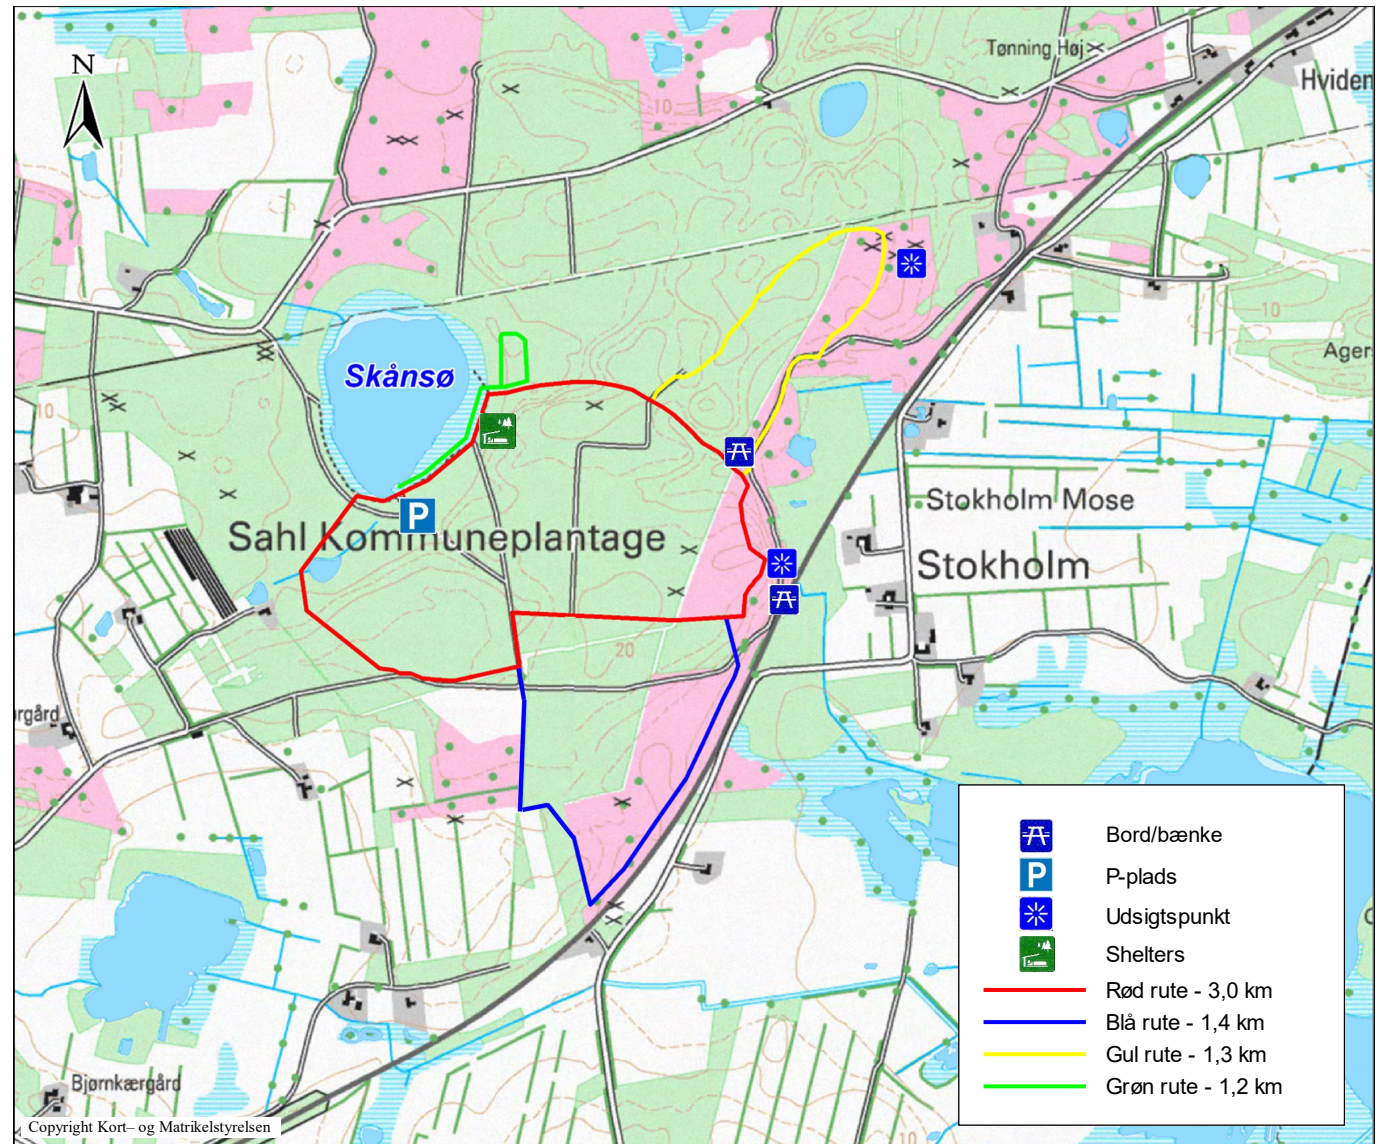 N
Tønning Høj
Hviden
10
Skånsø
10
10
Ager
Stokholm Mose
Sahl Kommuneplantage
Stokholm
20
rgård
P
Bord/bænke
P
P-plads
Udsigtspunkt
Shelters
Rød rute - 3,0 km
Blå rute - 1,4 km
Gul rute - 1,3 km
Grøn rute - 1,2 km
Bjørnkærgård
Copyright Kort– og Matrikelstyrelsen
10